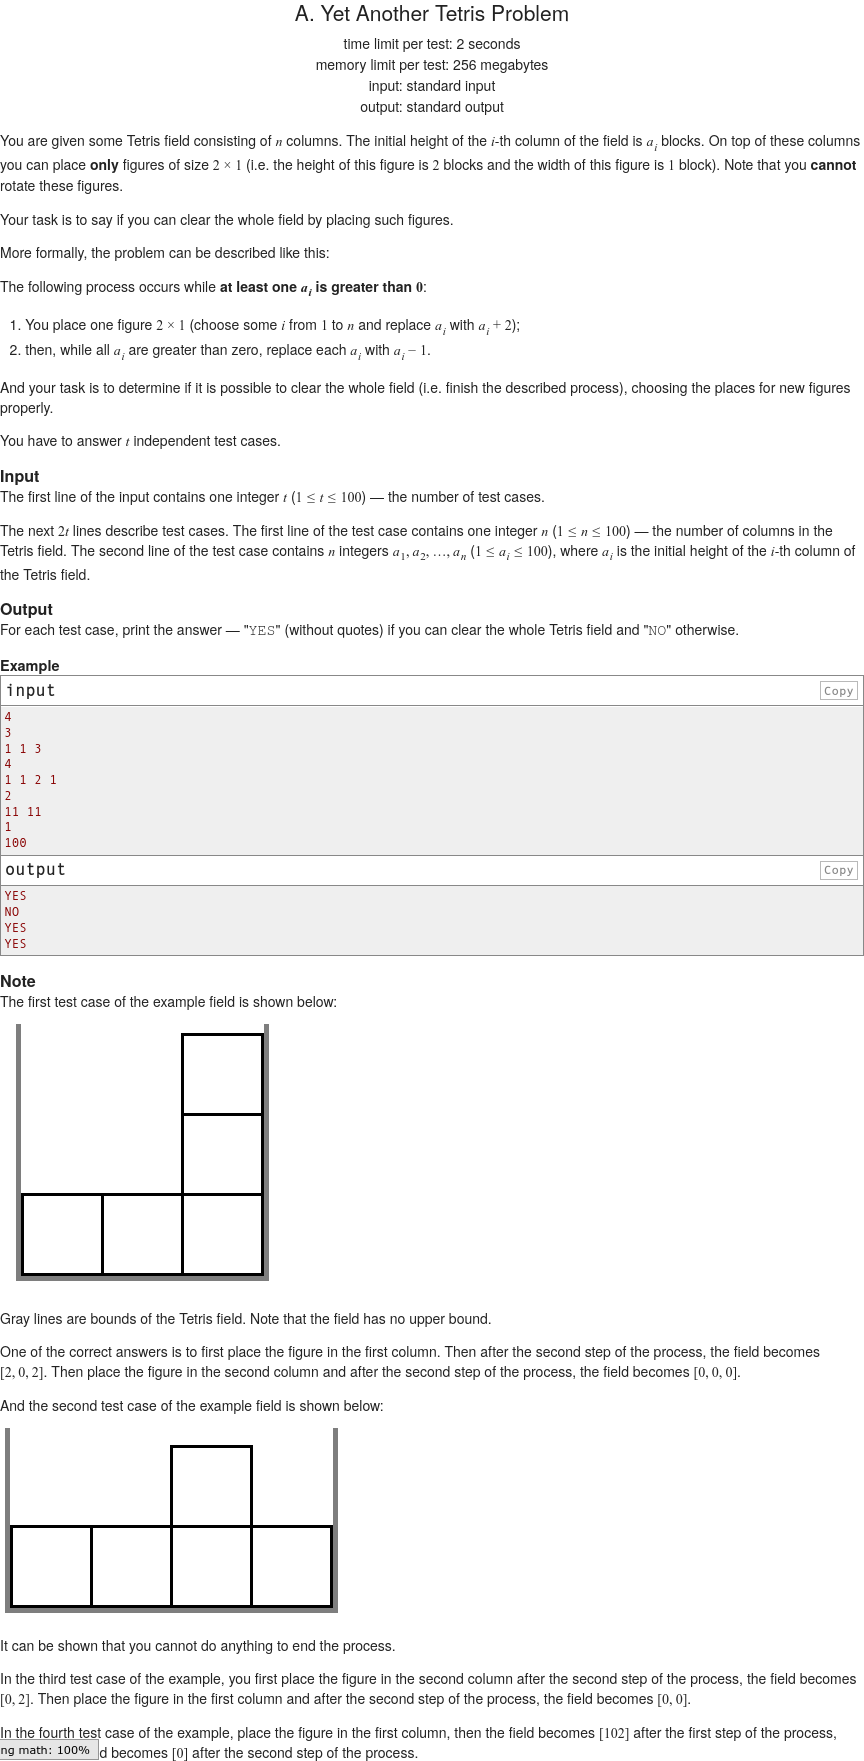 A. Yet Another Tetris Problem
time limit per test: 2 seconds
memory limit per test: 256 megabytes
input: standard input
output: standard output
You are given some Tetris field consisting of n columns. The initial height of the i-th column of the field is a_i blocks. On top of these columns
you can place only figures of size 2 × 1 (i.e. the height of this figure is 2 blocks and the width of this figure is 1 block). Note that you cannot
rotate these figures.
Your task is to say if you can clear the whole field by placing such figures.
More formally, the problem can be described like this:
The following process occurs while at least one a_i is greater than 0:
1. You place one figure 2 × 1 (choose some i from 1 to n and replace a_i with a_i + 2);
2. then, while all a_i are greater than zero, replace each a_i with a_i − 1.
And your task is to determine if it is possible to clear the whole field (i.e. finish the described process), choosing the places for new figures
properly.
You have to answer t independent test cases.
Input
The first line of the input contains one integer t (1 ≤ t ≤ 100) — the number of test cases.
The next 2t lines describe test cases. The first line of the test case contains one integer n (1 ≤ n ≤ 100) — the number of columns in the
Tetris field. The second line of the test case contains n integers a_1, a_2, …, a_n (1 ≤ a_i ≤ 100), where a_i is the initial height of the i-th column of
the Tetris field.
Output
For each test case, print the answer — "YES" (without quotes) if you can clear the whole Tetris field and "NO" otherwise.
Example
input Copy
4
3
1 1 3
4
1 1 2 1
2
11 11
1
100
output Copy
YES
NO
YES
YES
Note
The first test case of the example field is shown below:
Gray lines are bounds of the Tetris field. Note that the field has no upper bound.
One of the correct answers is to first place the figure in the first column. Then after the second step of the process, the field becomes
[2, 0, 2]. Then place the figure in the second column and after the second step of the process, the field becomes [0, 0, 0].
And the second test case of the example field is shown below:
It can be shown that you cannot do anything to end the process.
In the third test case of the example, you first place the figure in the second column after the second step of the process, the field becomes
[0, 2]. Then place the figure in the first column and after the second step of the process, the field becomes [0, 0].
In the fourth test case of the example, place the figure in the first column, then the field becomes [102] after the first step of the process,
ng math: 100% d becomes [0] after the second step of the process.